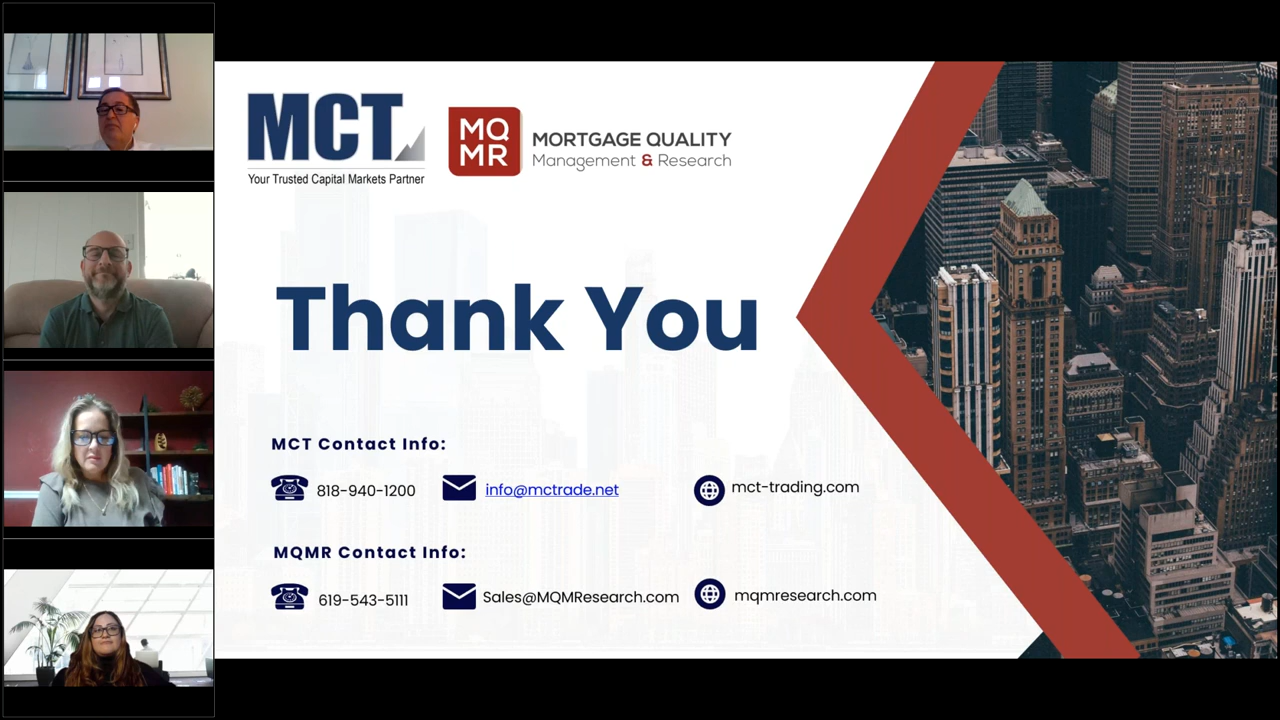 MCT
Your Trusted Capital Markets Partner
MQ
MR
MORTGAGE QUALITY
Management & Research
Thank You
MCT Contact Info:
818-940-1200 info@mctrade.net mct-trading.com
MQMR Contact Info:
619-543-5111 Sales@MQMResearch.com mqmresearch.com